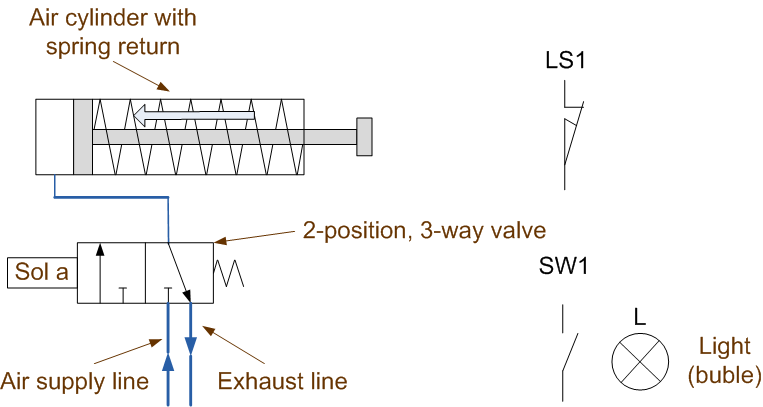 Air cylinder with
spring return
LS1
2-position, 3-way valve
Sol a
SW1
L
Light
(buble)
Air supply line
Exhaust line